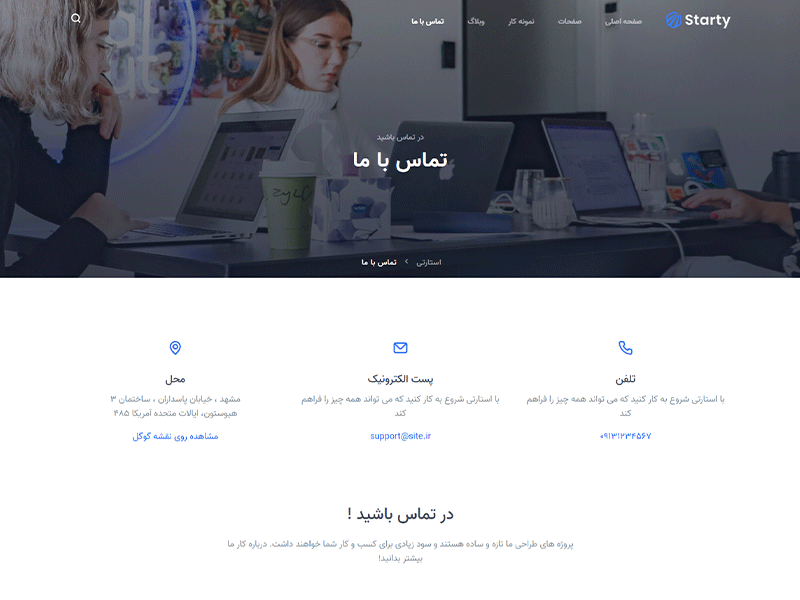 Starty
صفحه اصلی
صفحات
نمونه کار
وبلاگ
تماس با ما
در تماس باشید
تماس با ما
استارتی > تماس با ما
تلفن
با استارتی شروع به کار کنید که می تواند همه چیز را فراهم
کند
۰۹۱۳۱۲۳۴۵۶۷
پست الکترونیک
با استارتی شروع به کار کنید که می تواند همه چیز را فراهم
کند
support@site.ir
محل
مشهد ، خیابان پاسداران ، ساختمان ۳
هیوستون، ایالات متحده آمریکا ۴۸۵
مشاهده روی نقشه گوگل
در تماس باشید !
پروژه های طراحی ما تازه و ساده هستند و سود زیادی برای کسب و کار شما خواهند داشت. درباره کار ما
بیشتر بدانید!